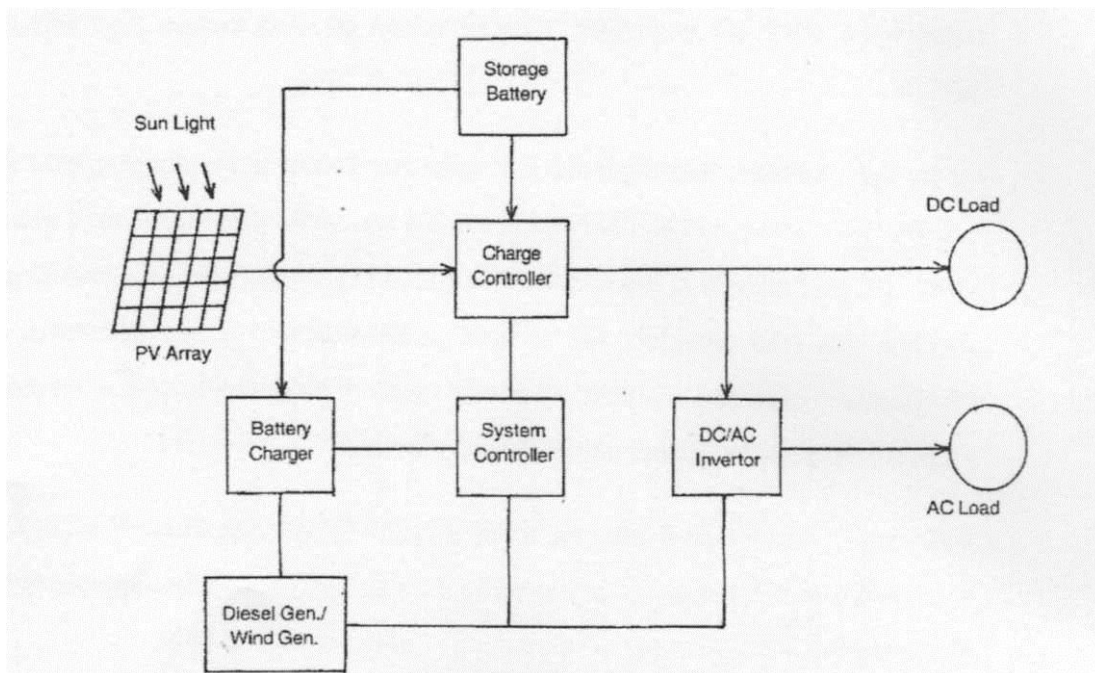 Storage
Battery
Sun Light
DC Load
Charge
Controller
PV Array
Battery
Charger
System
Controller
DC/AC
Invertor
AC Load
Diesel Gen./
Wind Gen.